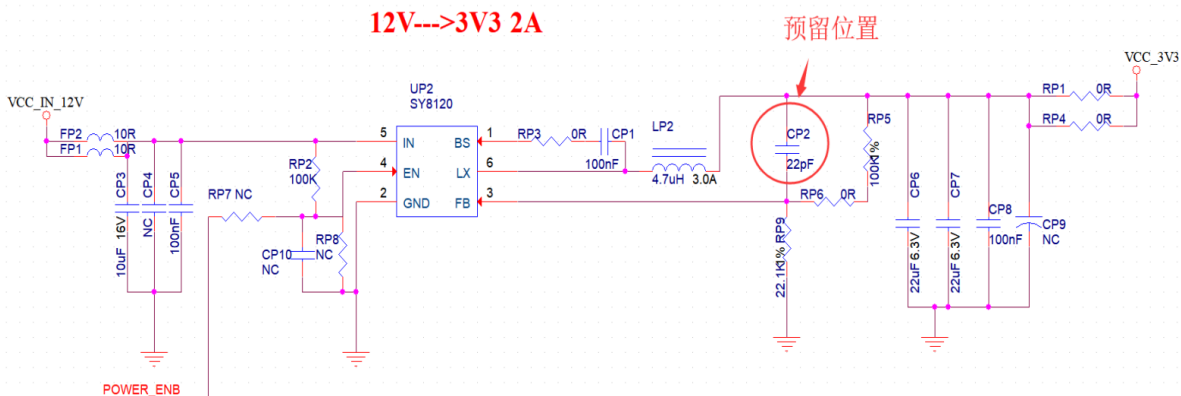 12V--->3V3 2A
预留位置
VCC_IN_12V
FP2 10R
FP1 10R
CP3
10uF 16V
CP4
NC
CP5
100nF
RP2
100K
RP7 NC
CP10
NC
RP8
NC
POWER_ENB
UP2
SY8120
5 IN BS 1
4 EN LX 6
2 GND FB 3
RP3 0R
CP1
100nF
LP2
4.7uH 3.0A
CP2
22pF
RP5
100K1%
RP6 0R
RP9
22.1K1%
CP6
22uF 6.3V
CP7
22uF 6.3V
CP8
100nF
CP9
NC
RP1 0R
RP4 0R
VCC_3V3